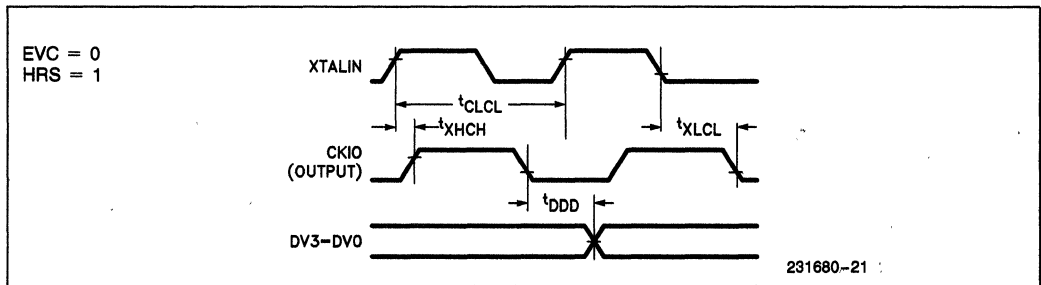 EVC = 0
HRS = 1
XTALIN
tCLCL
tXHCH
tXLCL
CKIO
(OUTPUT)
tDDD
DV3–DV0
231680–21